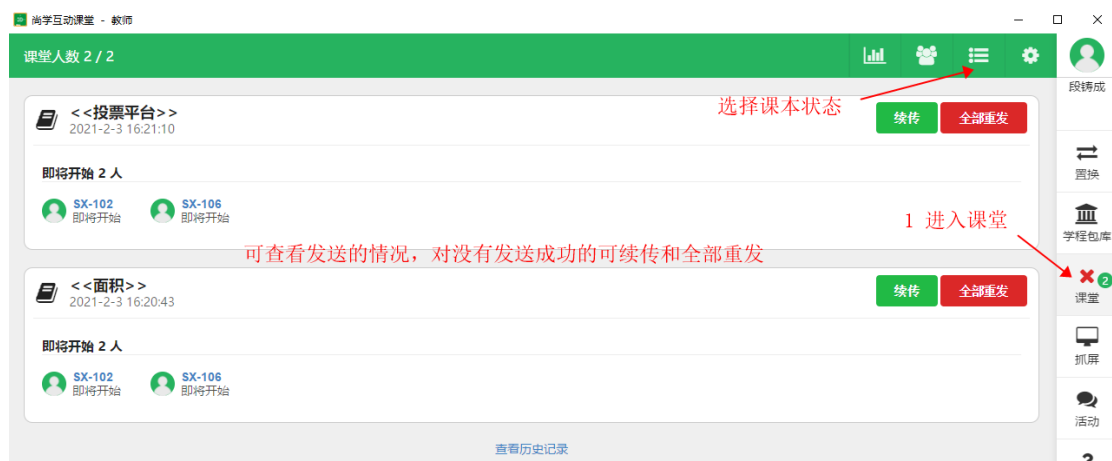 尚学互动课堂 - 教师
课堂人数 2 / 2
段铸成
选择课本状态
<<投票平台>>
2021-2-3 16:21:10
续传
全部重发
即将开始 2 人
SX-102
即将开始
SX-106
即将开始
置换
学程包库
1 进入课堂
可查看发送的情况，对没有发送成功的可续传和全部重发
<<面积>>
2021-2-3 16:20:43
续传
全部重发
2
课堂
即将开始 2 人
SX-102
即将开始
SX-106
即将开始
抓屏
活动
查看历史记录